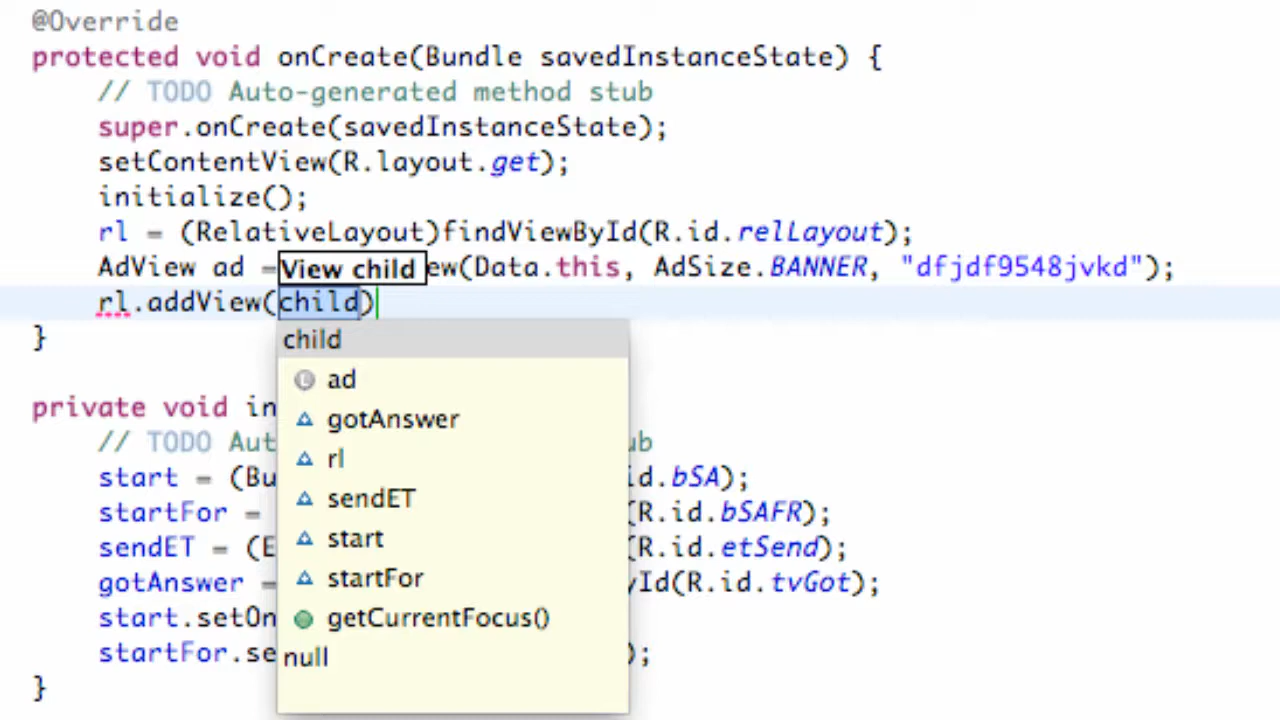 @Override
protected void onCreate(Bundle savedInstanceState) {
// TODO Auto-generated method stub
super.onCreate(savedInstanceState);
setContentView(R.layout.get);
initialize();
rl = (RelativeLayout)findViewById(R.id.relLayout);
AdView ad = View child ew(Data.this, AdSize.BANNER, "dfjdf9548jvkd");
rl.addView(child)
}
child
ad
private void in
gotAnswer
// TODO Aut ub
rl
start = (Bu id.bSA);
sendET
startFor = (R.id.bSAFR);
start
sendET = (E (R.id.etSend);
startFor
gotAnswer = yId(R.id.tvGot);
start.setOn
getCurrentFocus()
startFor.se );
null
}